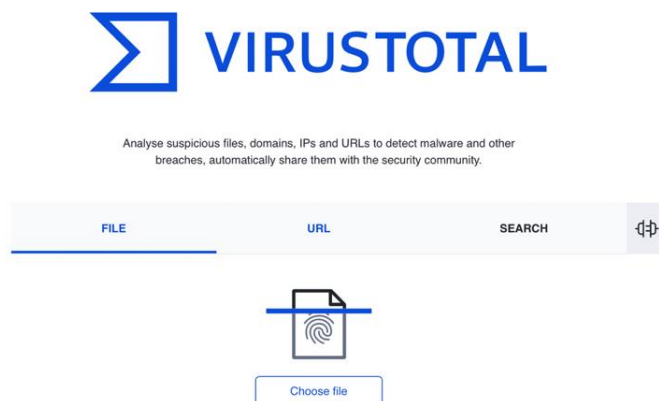 VIRUSTOTAL
Analyse suspicious files, domains, IPs and URLs to detect malware and other
breaches, automatically share them with the security community.
FILE URL SEARCH
Choose file